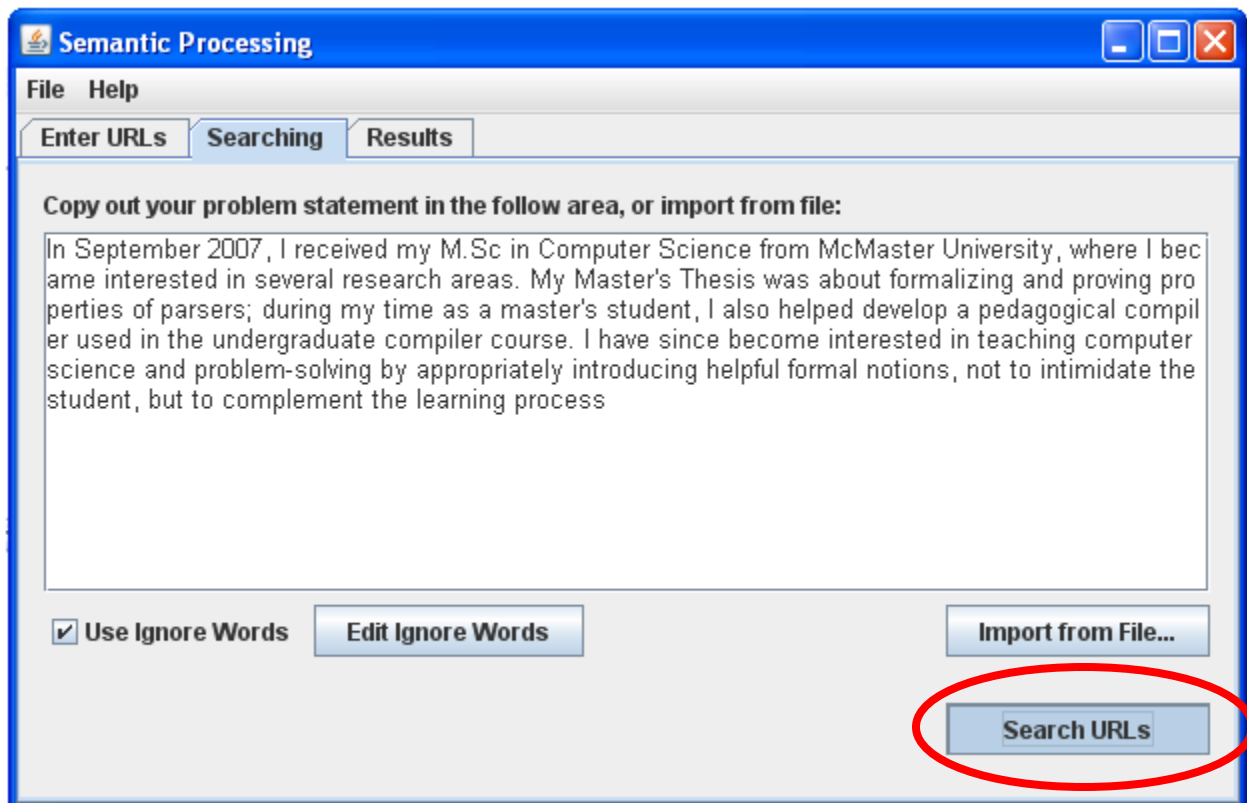 Semantic Processing
File Help
Enter URLs Searching Results
Copy out your problem statement in the follow area, or import from file:
In September 2007, I received my M.Sc in Computer Science from McMaster University, where I bec
ame interested in several research areas. My Master's Thesis was about formalizing and proving pro
perties of parsers; during my time as a master's student, I also helped develop a pedagogical compil
er used in the undergraduate compiler course. I have since become interested in teaching computer
science and problem-solving by appropriately introducing helpful formal notions, not to intimidate the
student, but to complement the learning process
Use Ignore Words Edit Ignore Words Import from File...
Search URLs